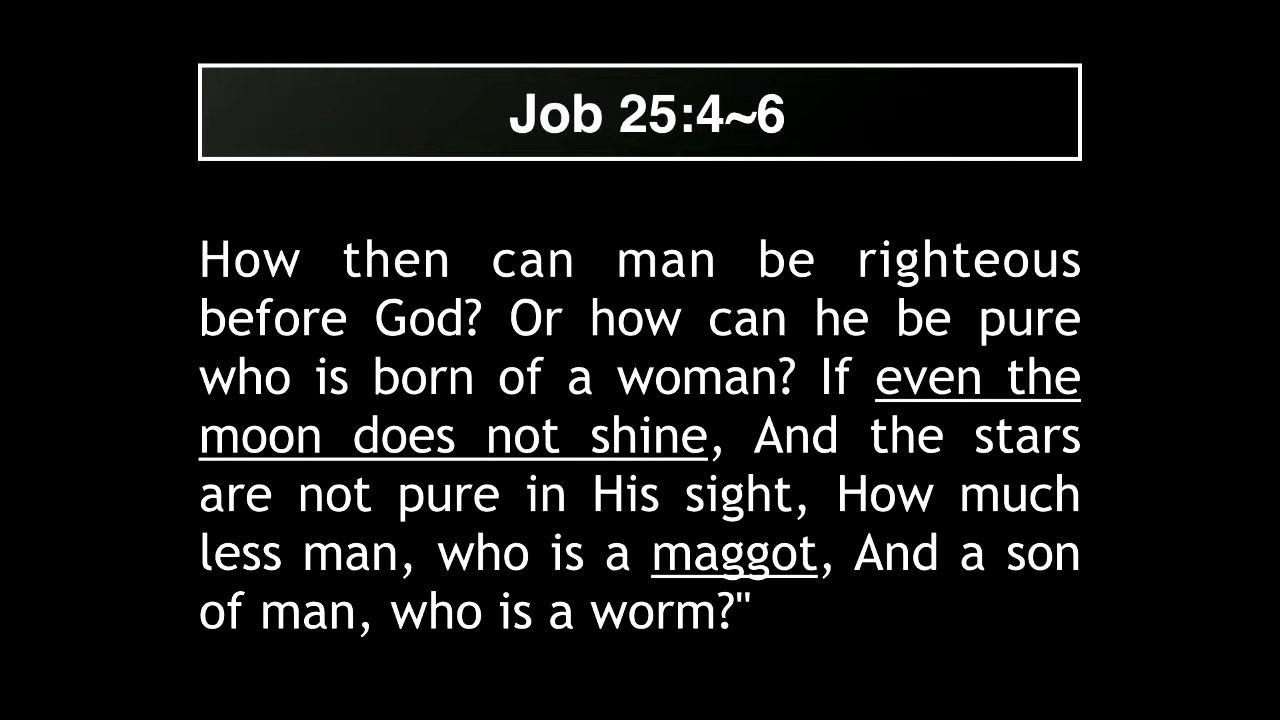 Job 25:4~6
How then can man be righteous
before God? Or how can he be pure
who is born of a woman? If even the
moon does not shine, And the stars
are not pure in His sight, How much
less man, who is a maggot, And a son
of man, who is a worm?"